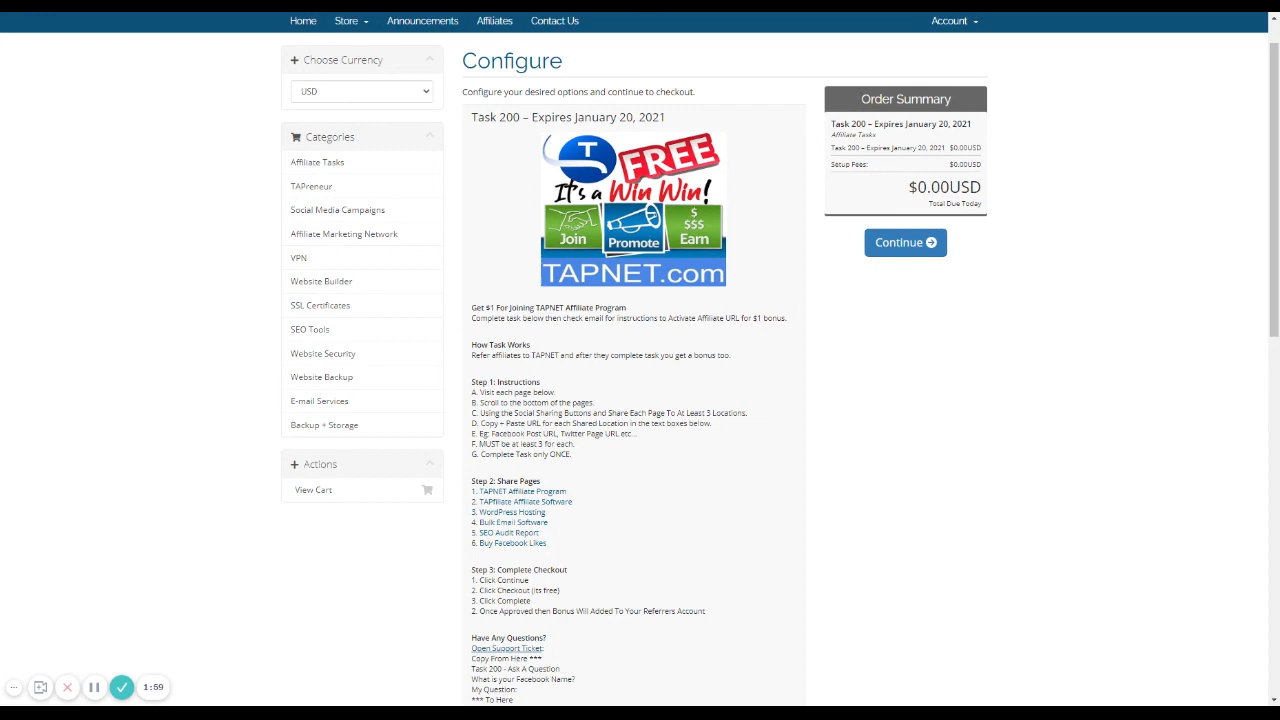 Home Store Announcements Affiliates Contact Us Account
Choose Currency
USD
Categories
Affiliate Tasks
TAPreneur
Social Media Campaigns
Affiliate Marketing Network
VPN
Website Builder
SSL Certificates
SEO Tools
Website Security
Website Backup
E-mail Services
Backup + Storage
Actions
View Cart
Configure
Configure your desired options and continue to checkout.
Task 200 – Expires January 20, 2021
T
FREE
It's a Win Win!
$
$$$
Join Promote Earn
TAPNET.com
Get $1 For Joining TAPNET Affiliate Program
Complete task below then check email for instructions to Activate Affiliate URL for $1 bonus.
How Task Works
Refer affiliates to TAPNET and after they complete task you get a bonus too.
Step 1: Instructions
A. Visit each page below.
B. Scroll to the bottom of the pages.
C. Using the Social Sharing Buttons and Share Each Page To At Least 3 Locations.
D. Copy + Paste URL for each Shared Location in the text boxes below.
E. Eg: Facebook Post URL, Twitter Page URL etc...
F. MUST be at least 3 for each.
G. Complete Task only ONCE.
Step 2: Share Pages
1. TAPNET Affiliate Program
2. TAPfiliate Affiliate Software
3. WordPress Hosting
4. Bulk Email Software
5. SEO Audit Report
6. Buy Facebook Likes
Step 3: Complete Checkout
1. Click Continue
2. Click Checkout (its free)
3. Click Complete
2. Once Approved then Bonus Will Added To Your Referrers Account
Have Any Questions?
Open Support Ticket:
Copy From Here ***
Task 200 - Ask A Question
What is your Facebook Name?
My Question:
*** To Here
Order Summary
Task 200 – Expires January 20, 2021
Affiliate Tasks
Task 200 – Expires January 20, 2021 $0.00USD
Setup Fees: $0.00USD
$0.00USD
Total Due Today
Continue
1:59